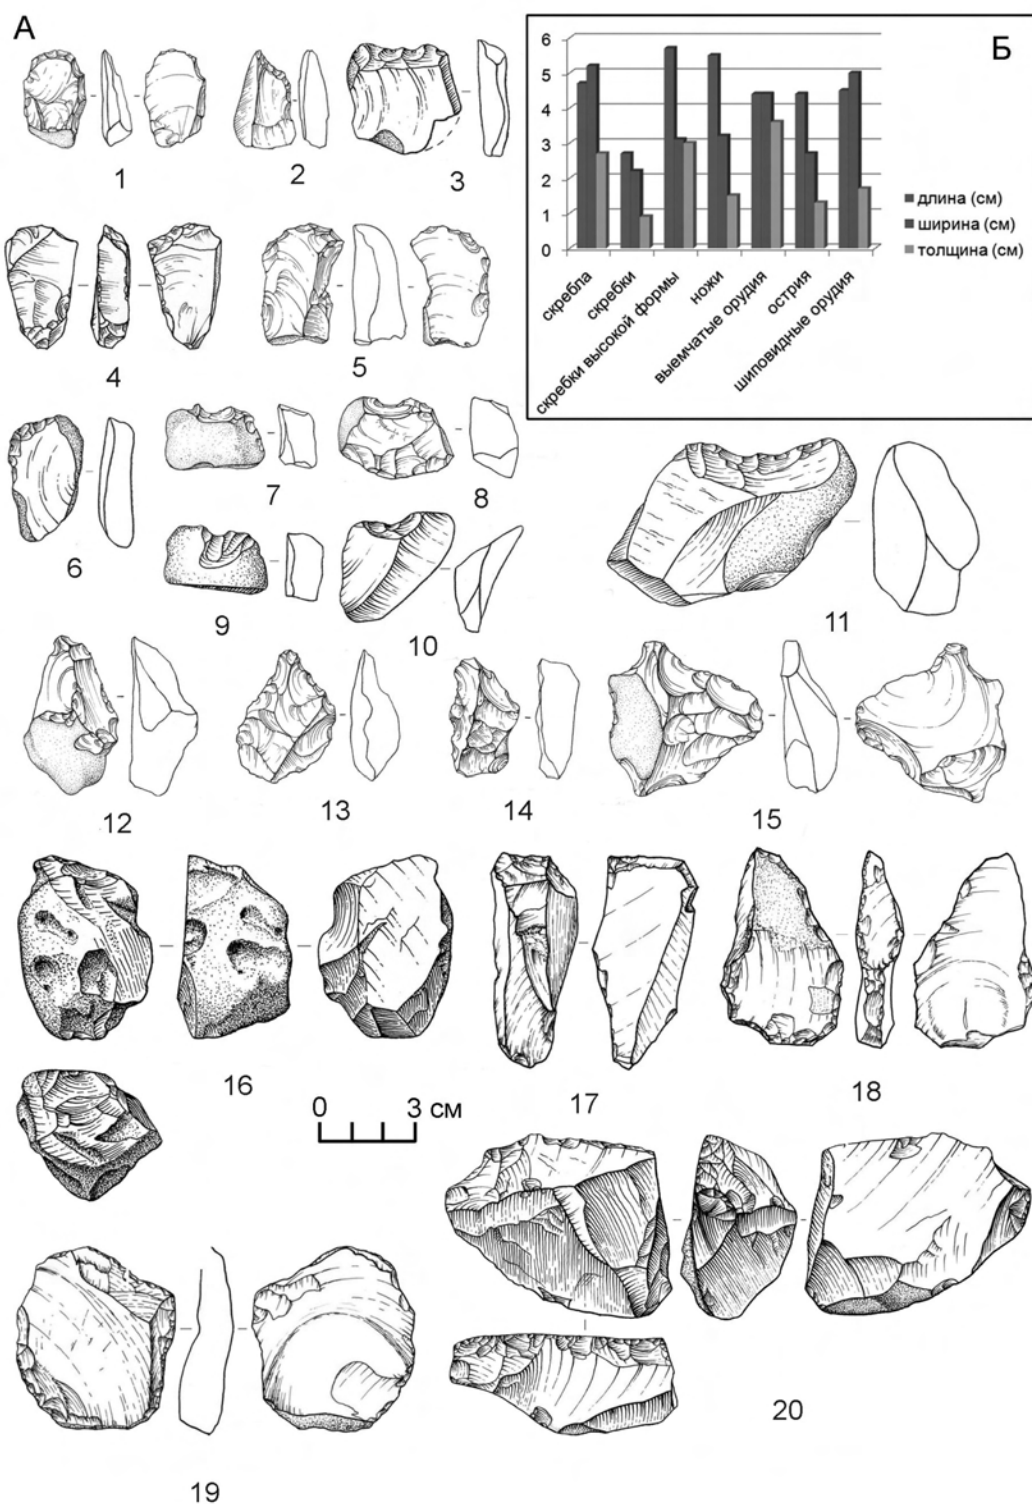 А
Б
6
5
4
3
2
1
0
скребла
скребки
скребки высокой формы
ножи
выемчатые орудия
острия
шиповидные орудия
длина (см)
ширина (см)
толщина (см)
1
2
3
4
5
6
7
8
9
10
11
12
13
14
15
16
17
18
0 3 см
19
20